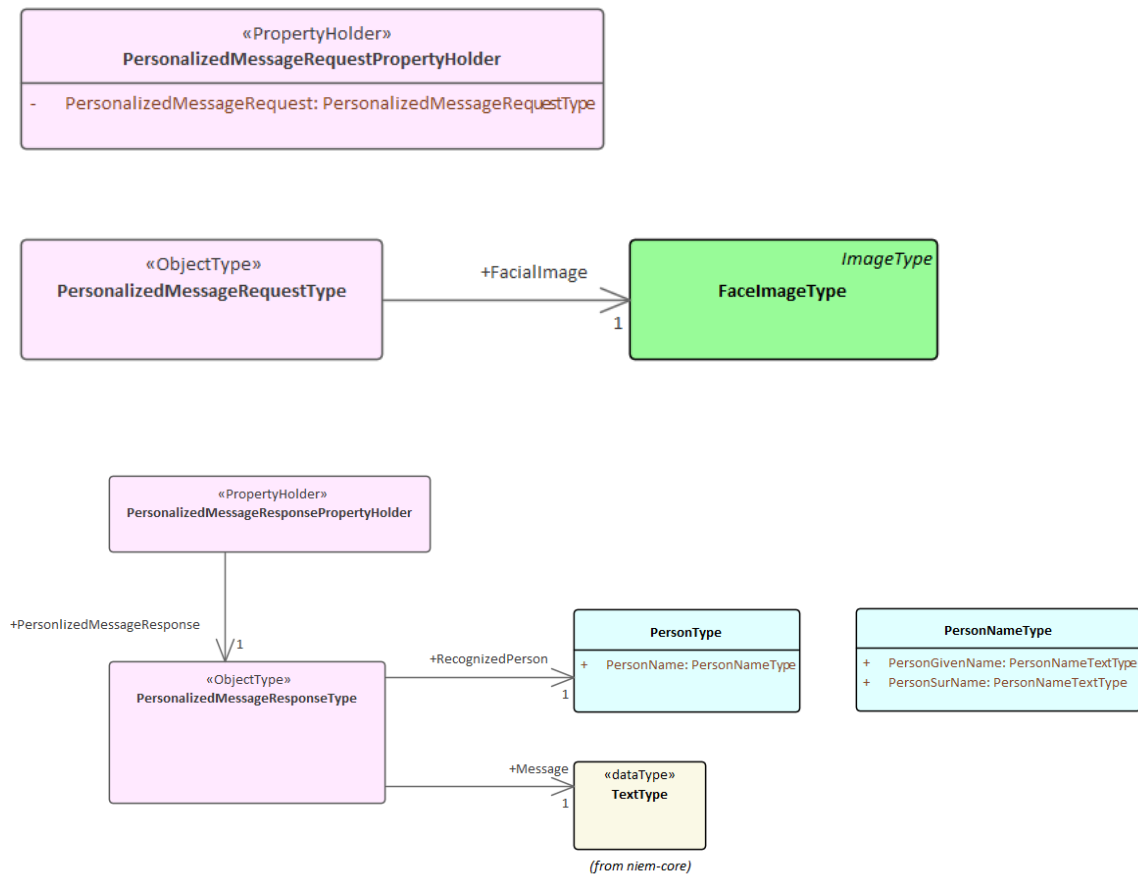 «PropertyHolder»
PersonalizedMessageRequestPropertyHolder
- PersonalizedMessageRequest: PersonalizedMessageRequestType
«ObjectType»
PersonalizedMessageRequestType
+FacialImage
1
ImageType
FaceImageType
«PropertyHolder»
PersonalizedMessageResponsePropertyHolder
+PersonlizedMessageResponse
1
«ObjectType»
PersonalizedMessageResponseType
+RecognizedPerson
1
PersonType
+ PersonName: PersonNameType
PersonNameType
+ PersonGivenName: PersonNameTextType
+ PersonSurName: PersonNameTextType
+Message
1
«dataType»
TextType
(from niem-core)